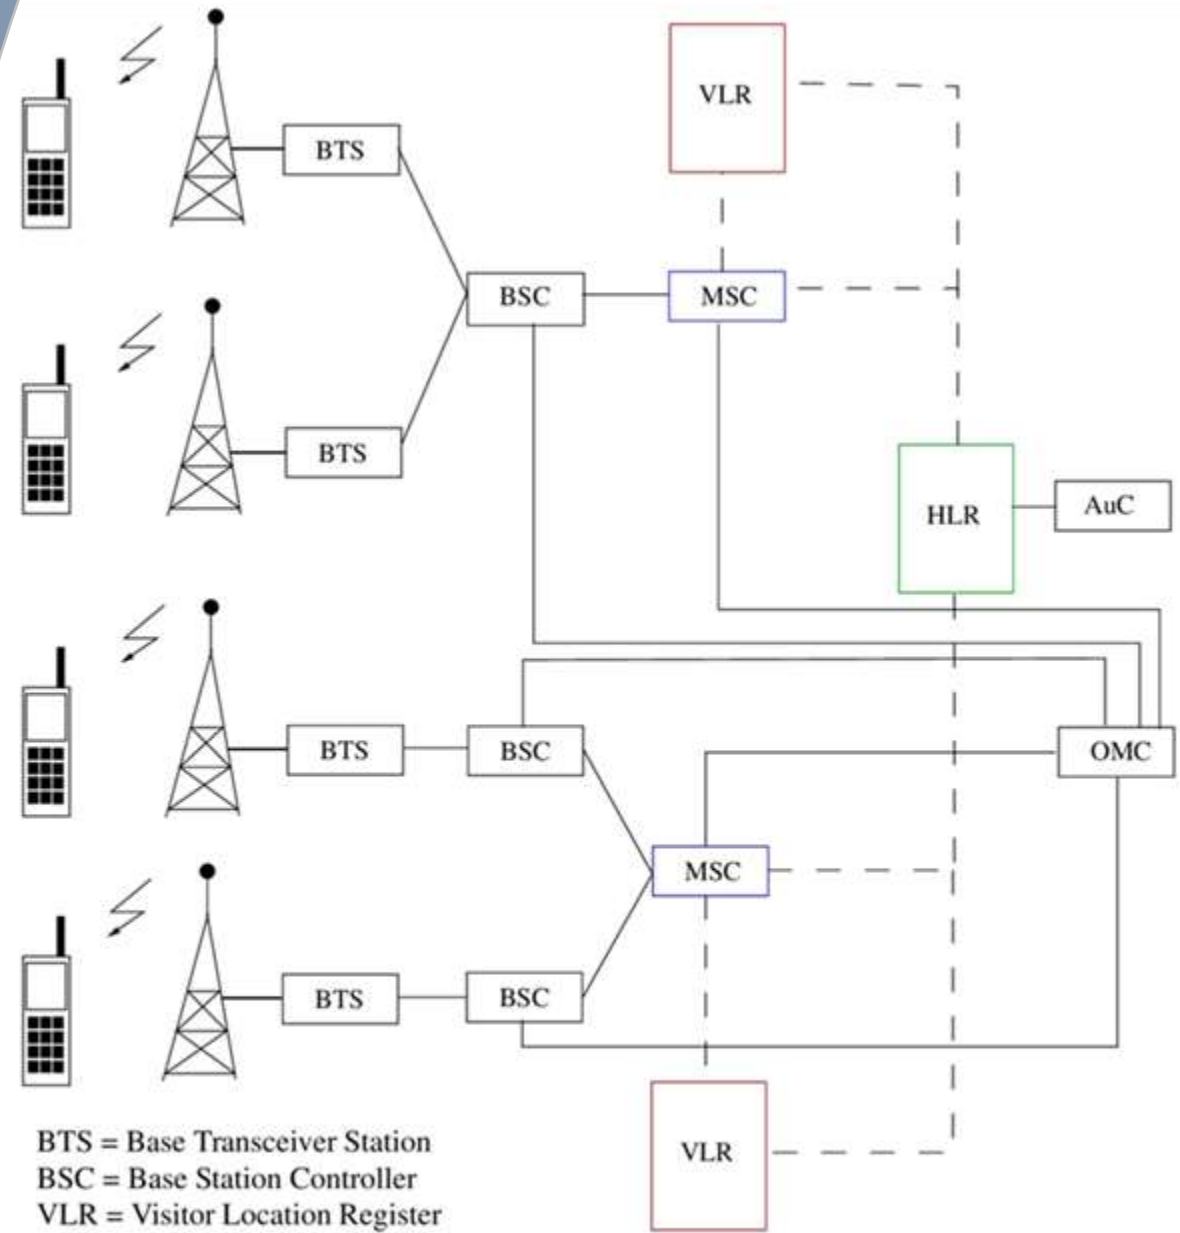 VLR
BTS
BSC
MSC
BTS
HLR
AuC
BTS
BSC
OMC
MSC
BTS
BSC
VLR
BTS = Base Transceiver Station
BSC = Base Station Controller
VLR = Visitor Location Register